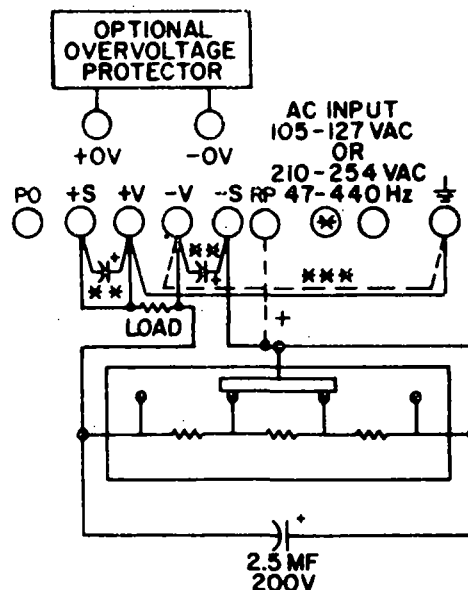 OPTIONAL
OVERVOLTAGE
PROTECTOR
+OV -OV
AC INPUT
105-127 VAC
OR
210-254 VAC
47-440 Hz
PO +S +V -V -S RP
*
+ +
** ** ***
LOAD
+
+
2.5 MF
200V